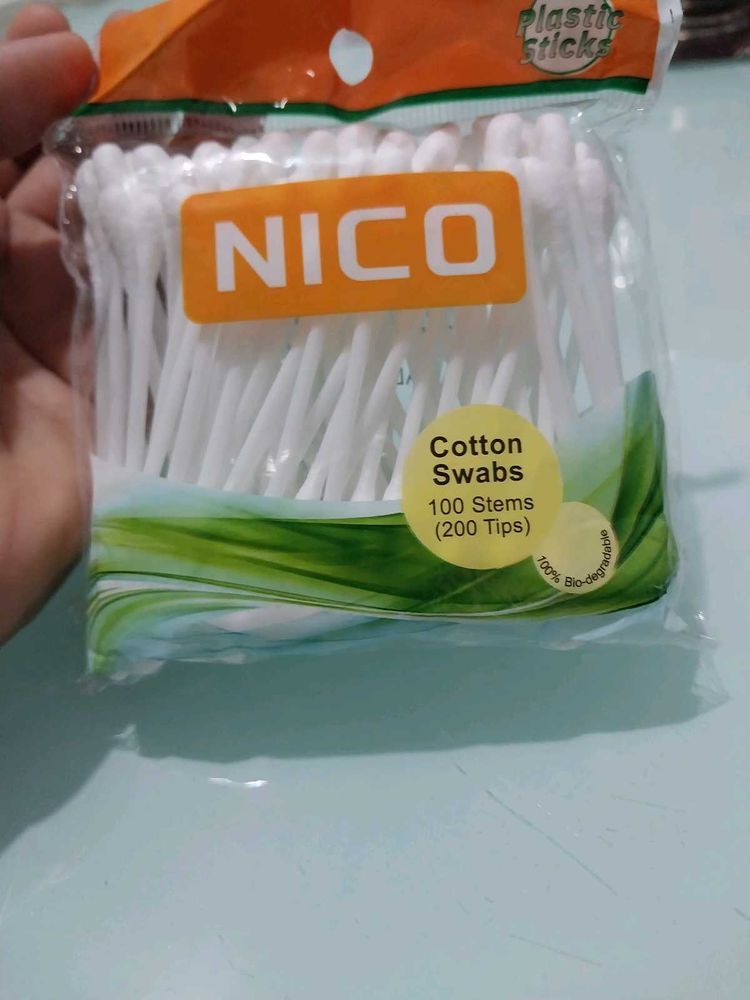 Plastic
Sticks
NICO
Cotton
Swabs
100 Stems
(200 Tips)
100% Bio-degradable